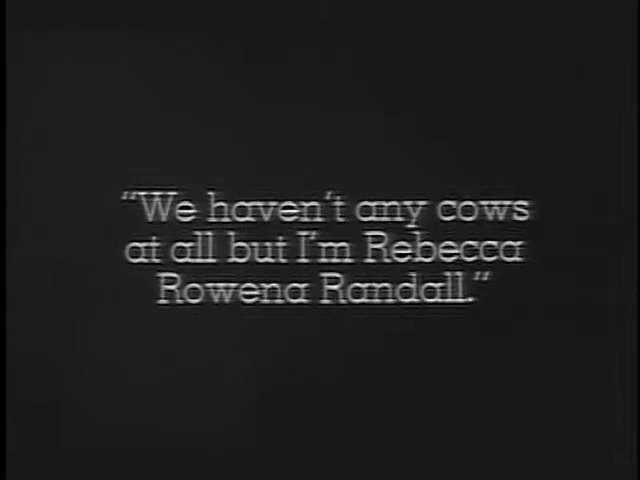 “We haven't any cows
at all but I'm Rebecca
Rowena Randall.“